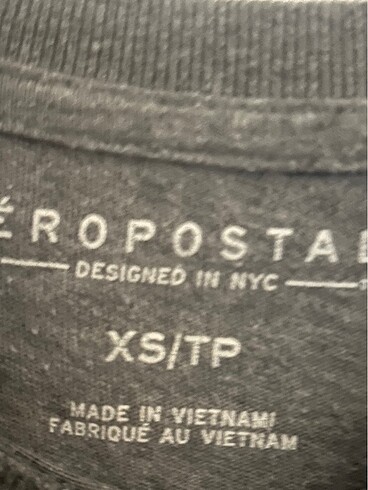 ÉROPOSTAL
DESIGNED IN NYC
XS/TP
MADE IN VIETNAM/
FABRIQUÉ AU VIETNAM